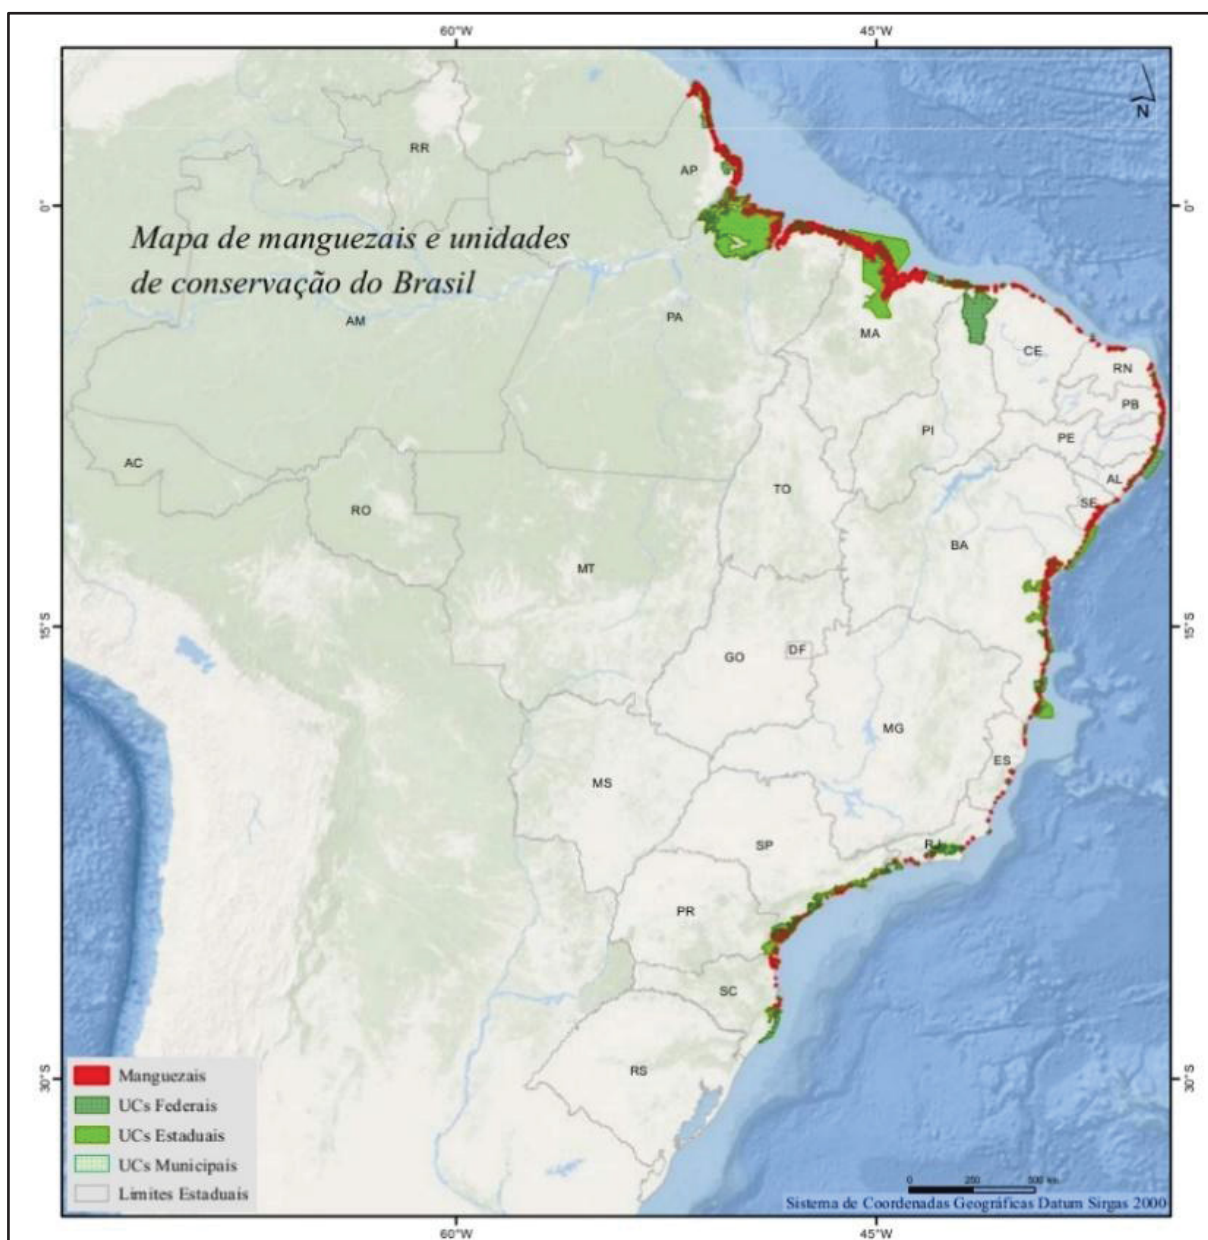 60°W 45°W
N
RR
AP
0° 0°
Mapa de manguezais e unidades
de conservação do Brasil
AM
PA
MA
CE
RN
PB
PI
PE
AC
AL
TO
SE
RO
BA
MT
15°S 15°S
GO
DF
MG
ES
MS
SP
RJ
PR
SC
RS
30°S 30°S
Manguezais
UCs Federais
UCs Estaduais
UCs Municipais
Limites Estaduais
0 250 500 km
Sistema de Coordenadas Geográficas Datum Sirgas 2000
60°W 45°W